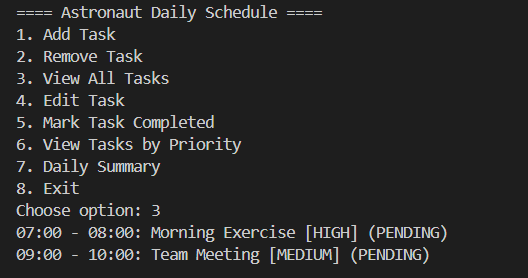 ==== Astronaut Daily Schedule ====
1. Add Task
2. Remove Task
3. View All Tasks
4. Edit Task
5. Mark Task Completed
6. View Tasks by Priority
7. Daily Summary
8. Exit
Choose option: 3
07:00 - 08:00: Morning Exercise [HIGH] (PENDING)
09:00 - 10:00: Team Meeting [MEDIUM] (PENDING)